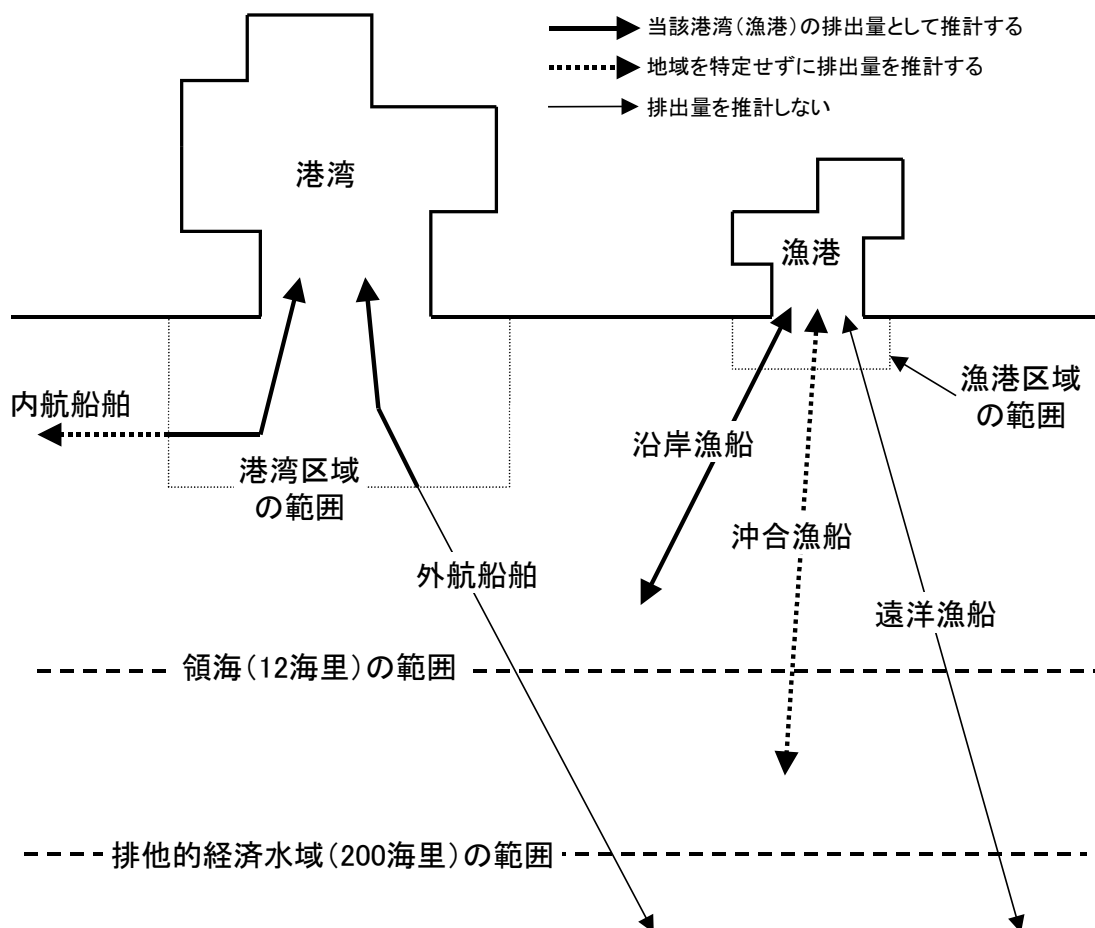 当該港湾(漁港)の排出量として推計する
地域を特定せずに排出量を推計する
排出量を推計しない
港湾
漁港
内航船舶
港湾区域
の範囲
漁港区域
の範囲
沿岸漁船
沖合漁船
外航船舶
遠洋漁船
領海(12海里)の範囲
排他的経済水域(200海里)の範囲